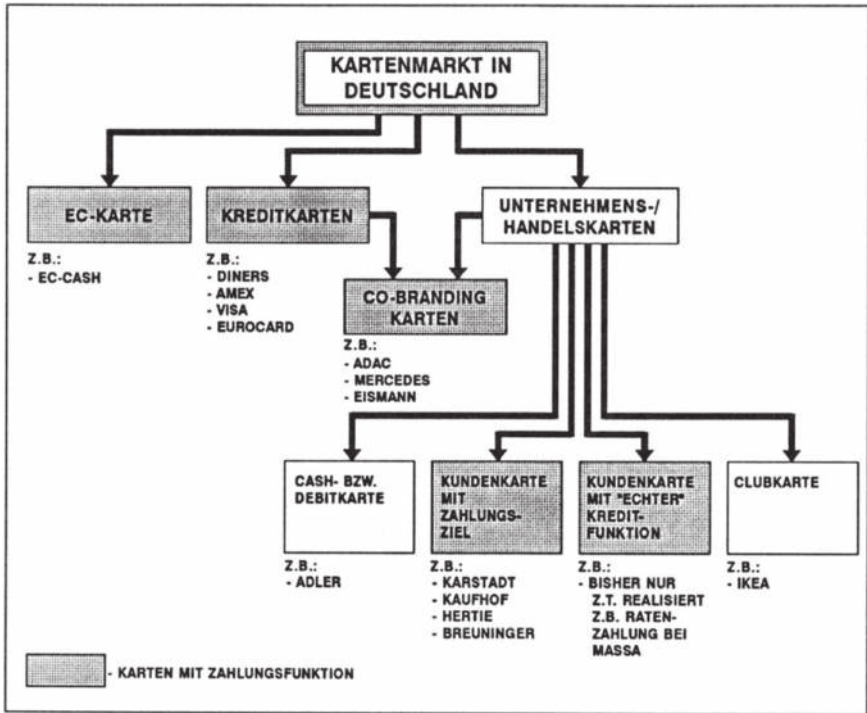 KARTENMARKT IN
DEUTSCHLAND
EC-KARTE
Z.B.:
- EC-CASH
KREDITKARTEN
Z.B.:
- DINERS
- AMEX
- VISA
- EUROCARD
UNTERNEHMENS-/
HANDELSKARTEN
CO-BRANDING
KARTEN
Z.B.:
- ADAC
- MERCEDES
- EISMANN
CASH- BZW.
DEBITKARTE
Z.B.:
- ADLER
KUNDENKARTE
MIT
ZAHLUNGS-
ZIEL
Z.B.:
- KARSTADT
- KAUFHOF
- HERTIE
- BREUNINGER
KUNDENKARTE
MIT "ECHTER"
KREDIT-
FUNKTION
Z.B.:
- BISHER NUR
Z.T. REALISIERT
Z.B. RATEN-
ZAHLUNG BEI
MASSA
CLUBKARTE
Z.B.:
- IKEA
- KARTEN MIT ZAHLUNGSFUNKTION